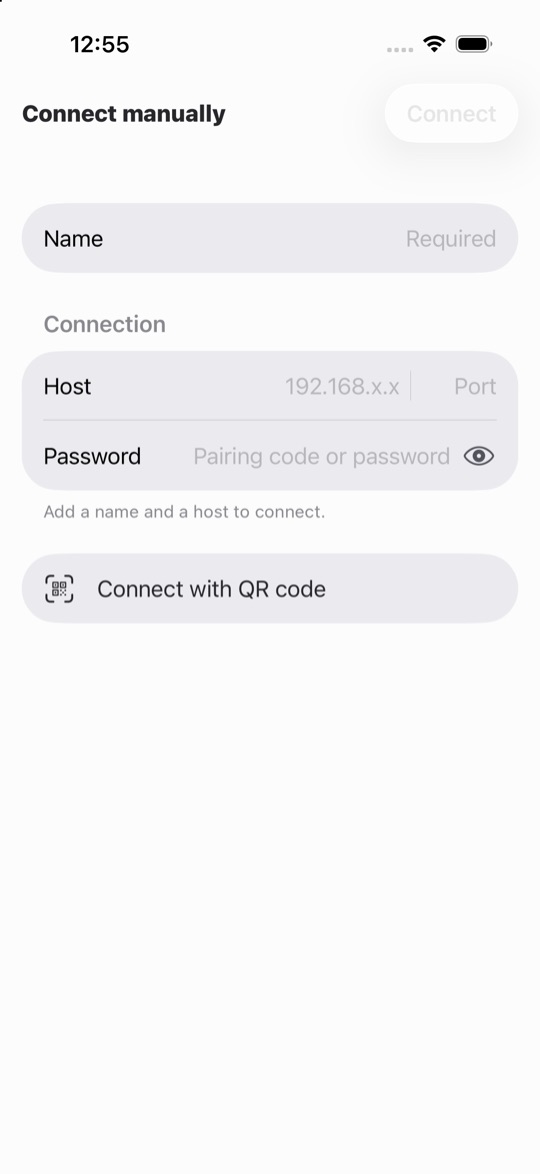 12:55
Connect manually
Connect
Name Required
Connection
Host 192.168.x.x Port
Password Pairing code or password
Add a name and a host to connect.
Connect with QR code